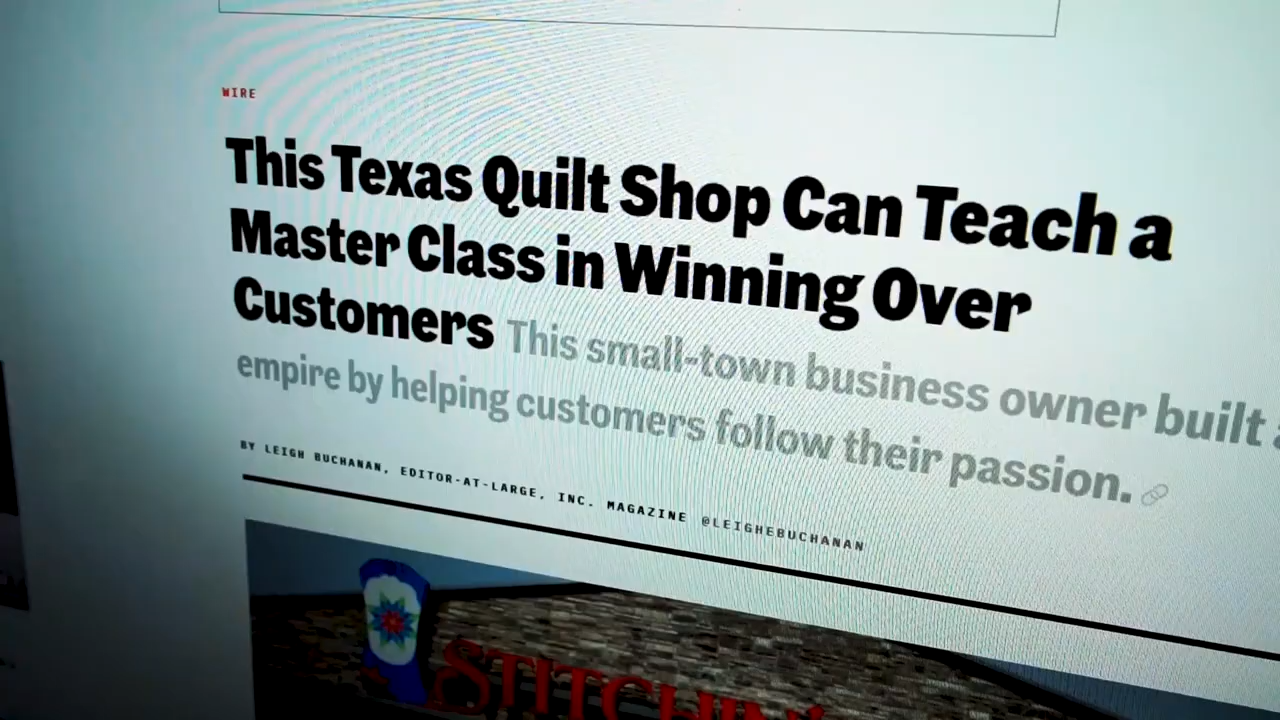 WIRE
This Texas Quilt Shop Can Teach a
Master Class in Winning Over
Customers This small-town business owner built
empire by helping customers follow their passion.
BY LEIGH BUCHANAN, EDITOR-AT-LARGE, INC. MAGAZINE @LEIGHEBUCHANAN
STITCHIN'